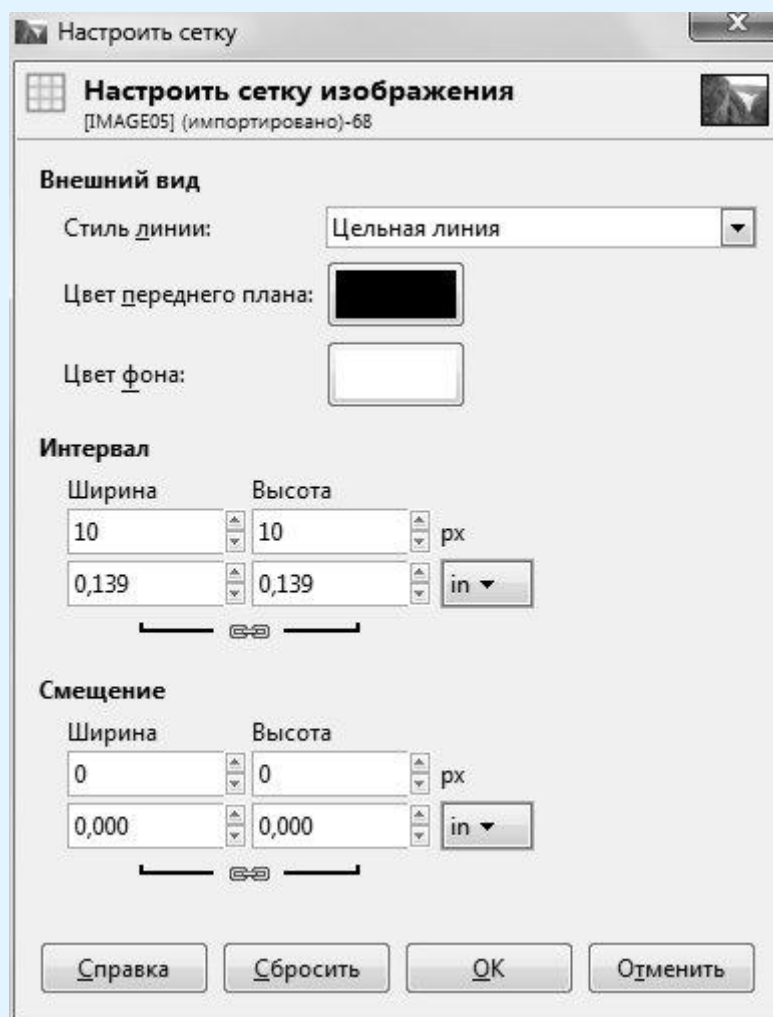 Настроить сетку
Настроить сетку изображения
[IMAGE05] (импортировано)-68
Внешний вид
Стиль линии: Цельная линия
Цвет переднего плана:
Цвет фона:
Интервал
Ширина Высота
10 10 px
0,139 0,139 in
Смещение
Ширина Высота
0 0 px
0,000 0,000 in
Справка Сбросить OK Отменить